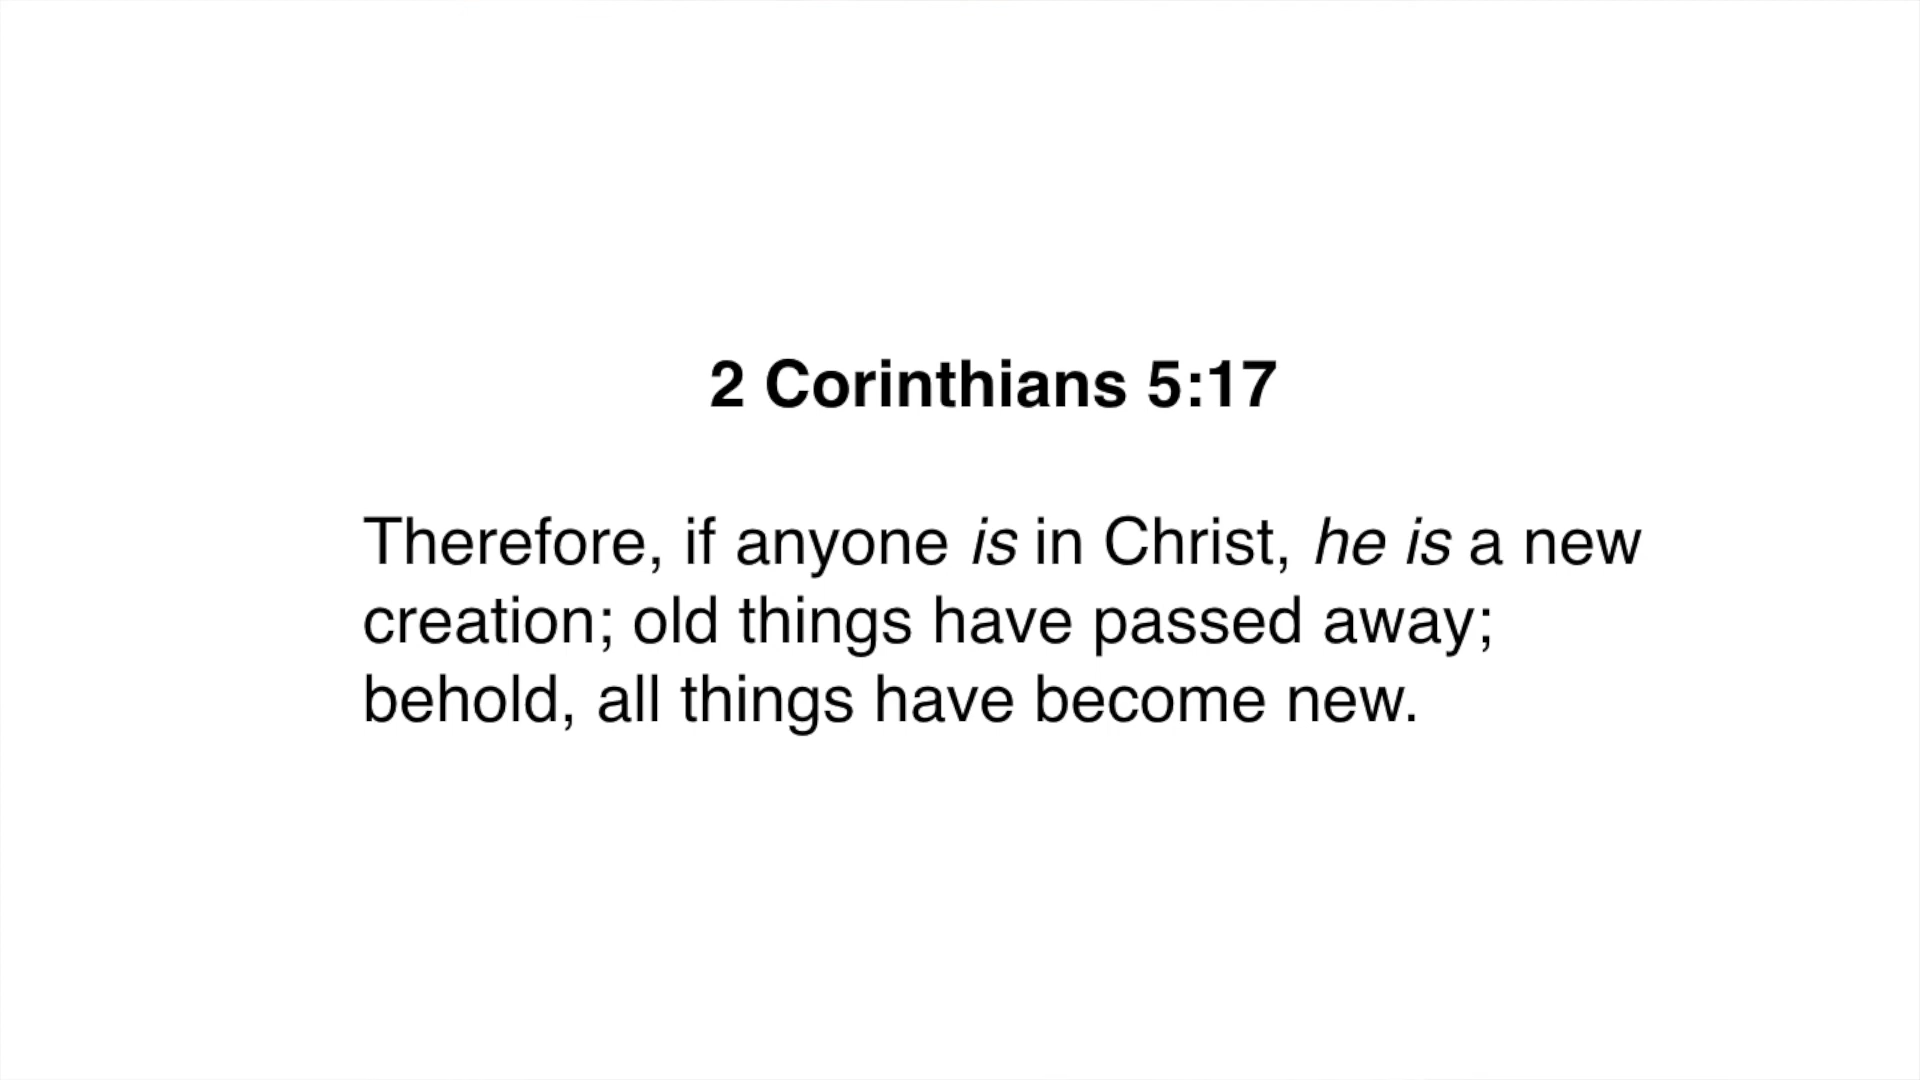 2 Corinthians 5:17
Therefore, if anyone is in Christ, he is a new
creation; old things have passed away;
behold, all things have become new.